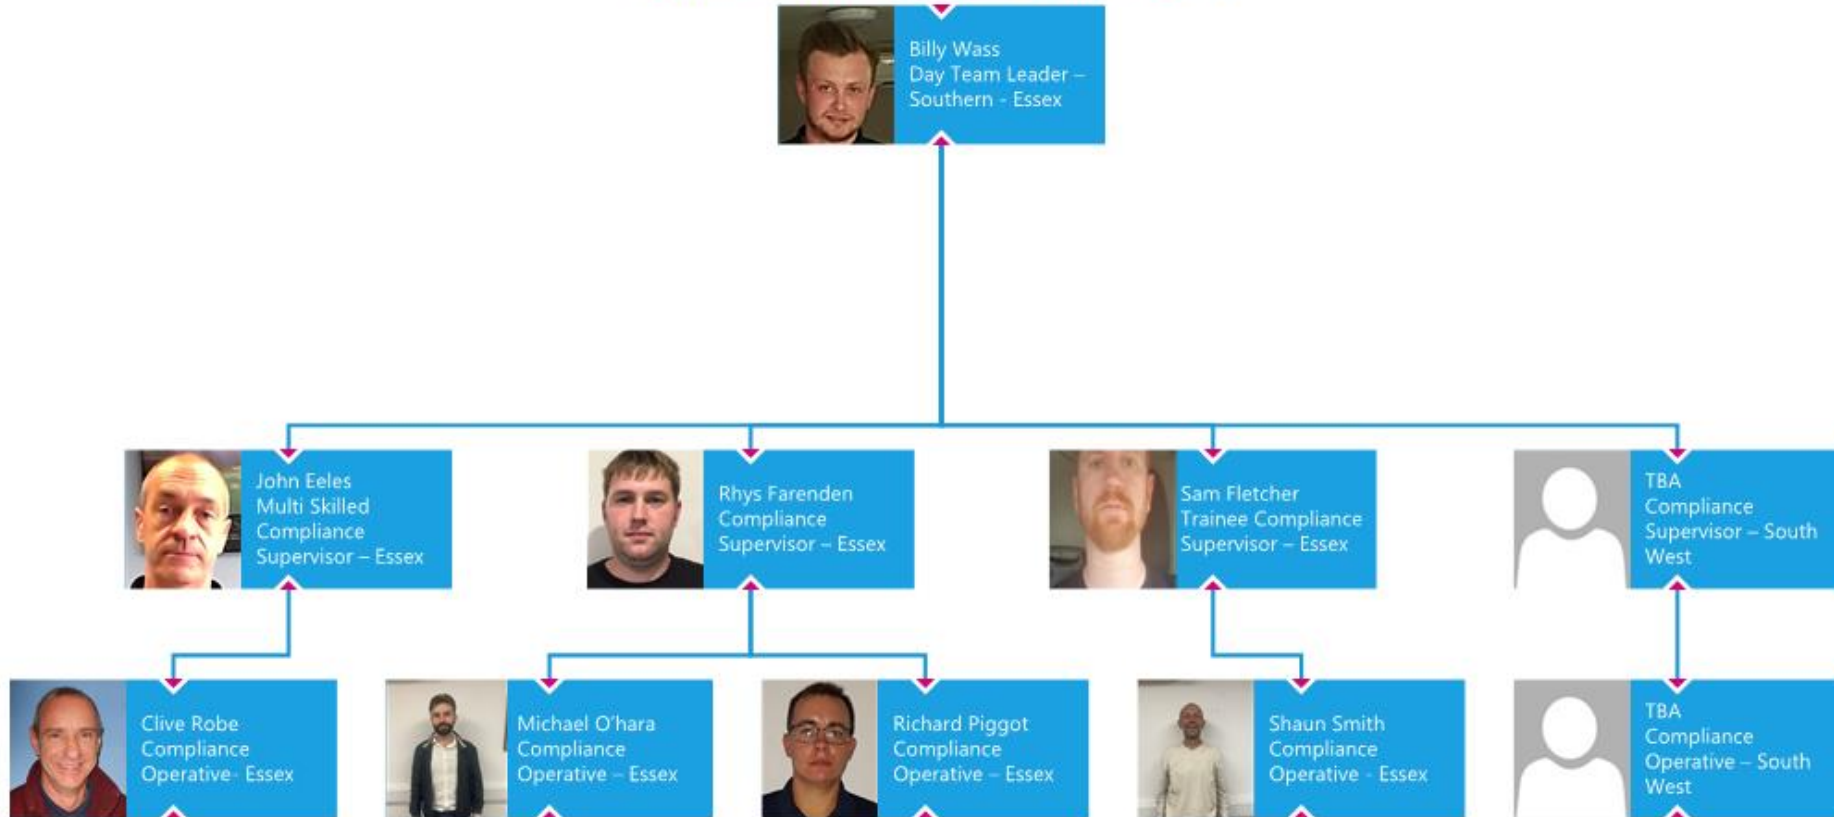 Billy Wass
Day Team Leader –
Southern - Essex
John Eeles
Multi Skilled
Compliance
Supervisor – Essex
Rhys Farenden
Compliance
Supervisor – Essex
Sam Fletcher
Trainee Compliance
Supervisor – Essex
TBA
Compliance
Supervisor – South
West
Clive Robe
Compliance
Operative- Essex
Michael O'hara
Compliance
Operative – Essex
Richard Piggot
Compliance
Operative – Essex
Shaun Smith
Compliance
Operative - Essex
TBA
Compliance
Operative – South
West